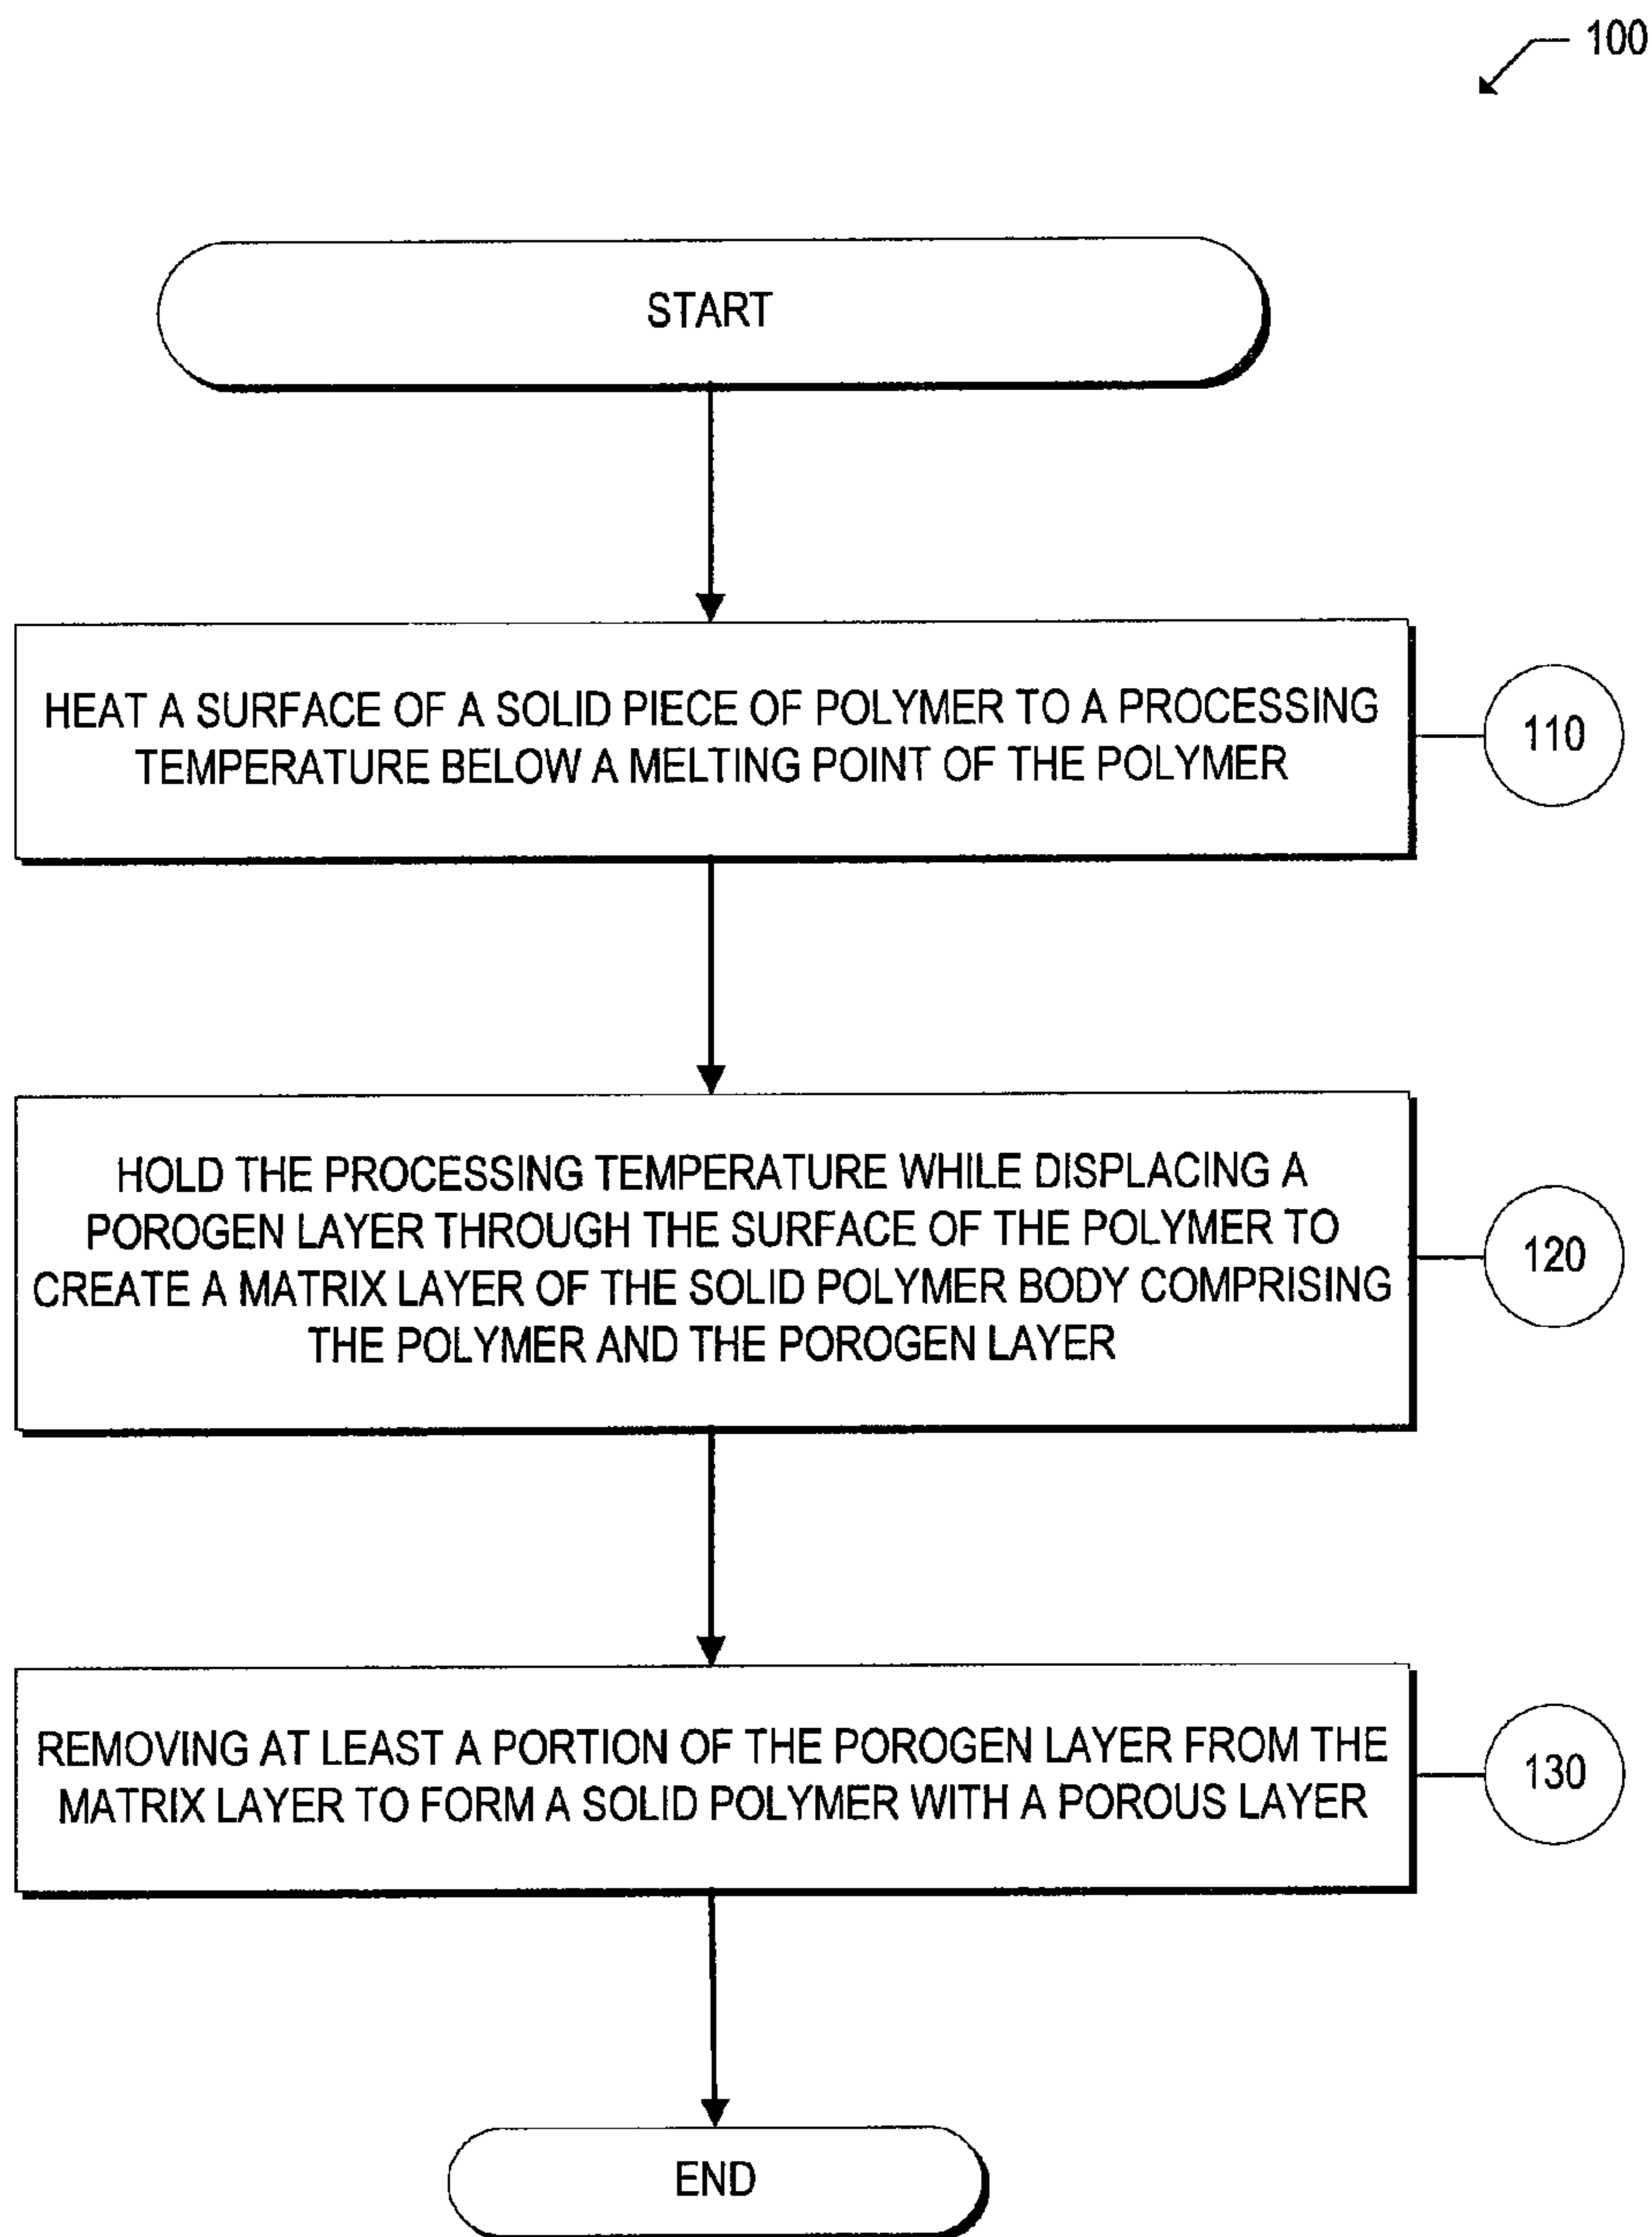 100
START
HEAT A SURFACE OF A SOLID PIECE OF POLYMER TO A PROCESSING
TEMPERATURE BELOW A MELTING POINT OF THE POLYMER
110
HOLD THE PROCESSING TEMPERATURE WHILE DISPLACING A
POROGEN LAYER THROUGH THE SURFACE OF THE POLYMER TO
CREATE A MATRIX LAYER OF THE SOLID POLYMER BODY COMPRISING
THE POLYMER AND THE POROGEN LAYER
120
REMOVING AT LEAST A PORTION OF THE POROGEN LAYER FROM THE
MATRIX LAYER TO FORM A SOLID POLYMER WITH A POROUS LAYER
130
END